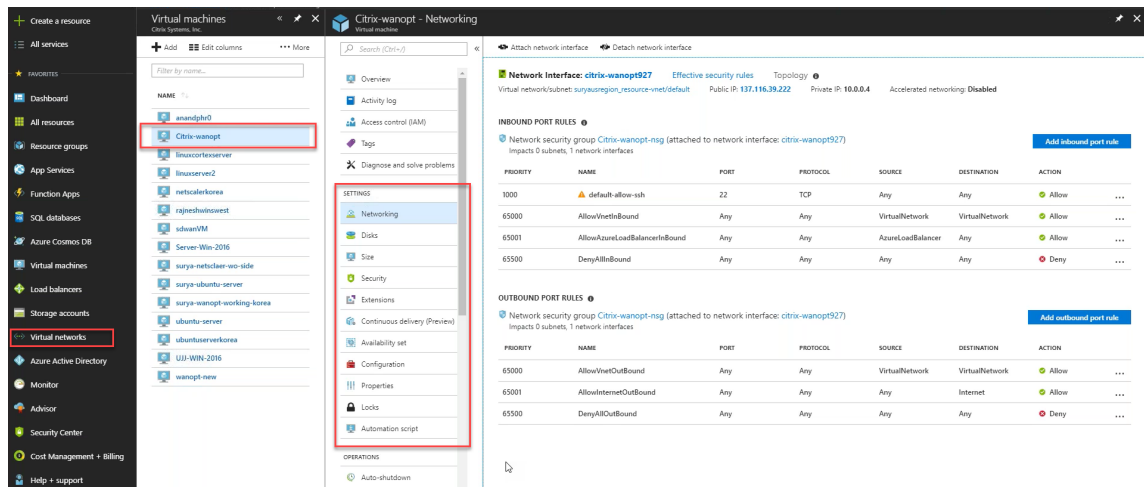 Create a resource
All services
FAVORITES
Dashboard
All resources
Resource groups
App Services
Function Apps
SQL databases
Azure Cosmos DB
Virtual machines
Load balancers
Storage accounts
Virtual networks
Azure Active Directory
Monitor
Advisor
Security Center
Cost Management + Billing
Help + support
Virtual machines
Citrix Systems, Inc.
Add Edit columns More
Filter by name...
NAME
anandphr0
Citrix-wanopt
linuxcortexserver
linuxserver2
netscalerkorea
rajneshwinswest
sdwanVM
Server-Win-2016
surya-netsclaer-wo-side
surya-ubuntu-server
surya-wanopt-working-korea
ubuntu-server
ubuntuserverkorea
UJJ-WIN-2016
wanopt-new
Citrix-wanopt - Networking
Virtual machine
Search (Ctrl+/)
Overview
Activity log
Access control (IAM)
Tags
Diagnose and solve problems
SETTINGS
Networking
Disks
Size
Security
Extensions
Continuous delivery (Preview)
Availability set
Configuration
Properties
Locks
Automation script
OPERATIONS
Auto-shutdown
Attach network interface Detach network interface
Network Interface: citrix-wanopt927 Effective security rules Topology
Virtual network/subnet: suryausregion_resource-vnet/default Public IP: 137.116.39.222 Private IP: 10.0.0.4 Accelerated networking: Disabled
INBOUND PORT RULES
Network security group Citrix-wanopt-nsg (attached to network interface: citrix-wanopt927)
Impacts 0 subnets, 1 network interfaces
Add inbound port rule
PRIORITY NAME PORT PROTOCOL SOURCE DESTINATION ACTION
1000 default-allow-ssh 22 TCP Any Any Allow ...
65000 AllowVnetInBound Any Any VirtualNetwork VirtualNetwork Allow ...
65001 AllowAzureLoadBalancerInBound Any Any AzureLoadBalancer Any Allow ...
65500 DenyAllInBound Any Any Any Any Deny ...
OUTBOUND PORT RULES
Network security group Citrix-wanopt-nsg (attached to network interface: citrix-wanopt927)
Impacts 0 subnets, 1 network interfaces
Add outbound port rule
PRIORITY NAME PORT PROTOCOL SOURCE DESTINATION ACTION
65000 AllowVnetOutBound Any Any VirtualNetwork VirtualNetwork Allow ...
65001 AllowInternetOutBound Any Any Any Internet Allow ...
65500 DenyAllOutBound Any Any Any Any Deny ...